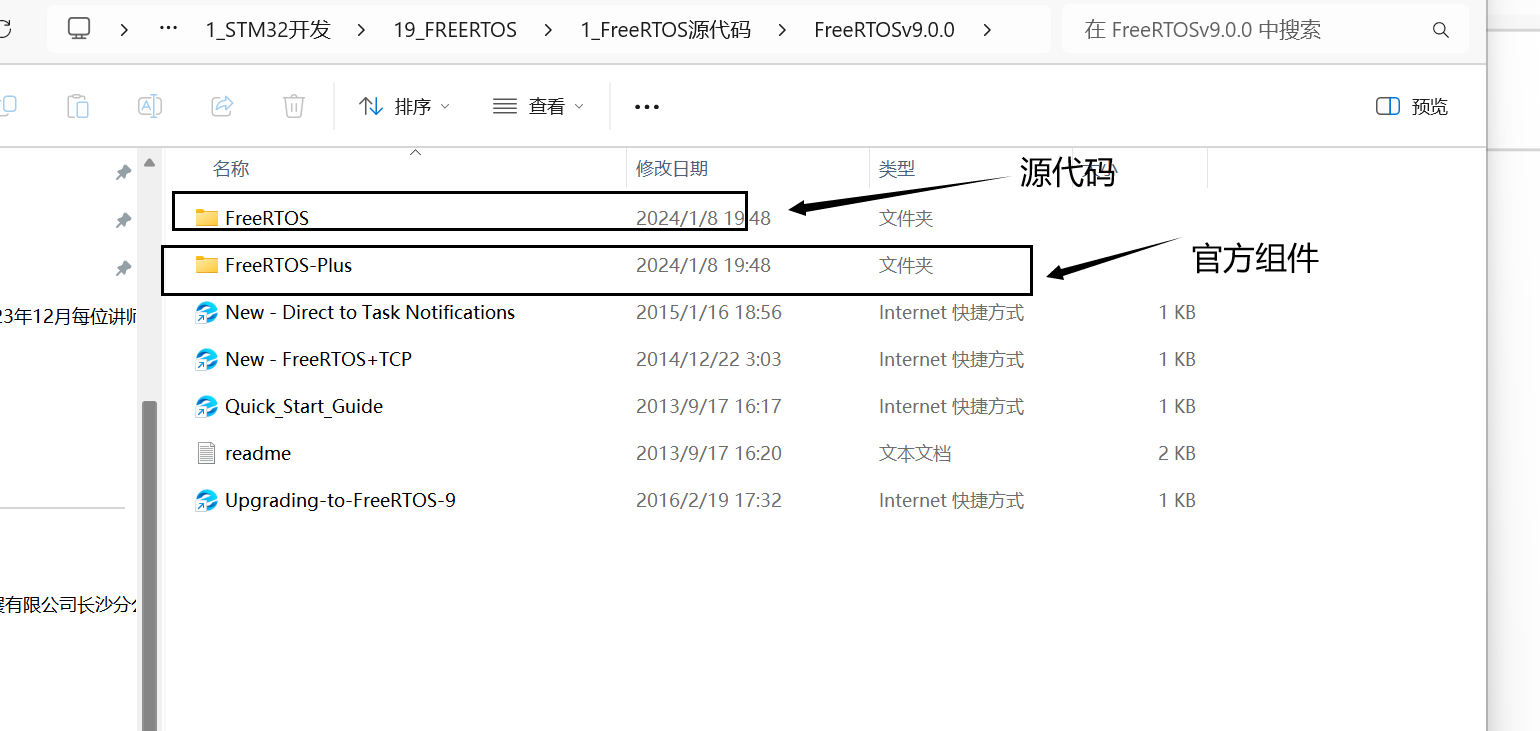 1_STM32开发 19_FREERTOS 1_FreeRTOS源代码 FreeRTOSv9.0.0 在 FreeRTOSv9.0.0 中搜索
排序 查看 预览
名称 修改日期 类型
源代码
FreeRTOS 2024/1/8 19:48 文件夹
官方组件
FreeRTOS-Plus 2024/1/8 19:48 文件夹
23年12月每位讲师
New - Direct to Task Notifications 2015/1/16 18:56 Internet 快捷方式 1 KB
New - FreeRTOS+TCP 2014/12/22 3:03 Internet 快捷方式 1 KB
Quick_Start_Guide 2013/9/17 16:17 Internet 快捷方式 1 KB
readme 2013/9/17 16:20 文本文档 2 KB
Upgrading-to-FreeRTOS-9 2016/2/19 17:32 Internet 快捷方式 1 KB
有限公司长沙分